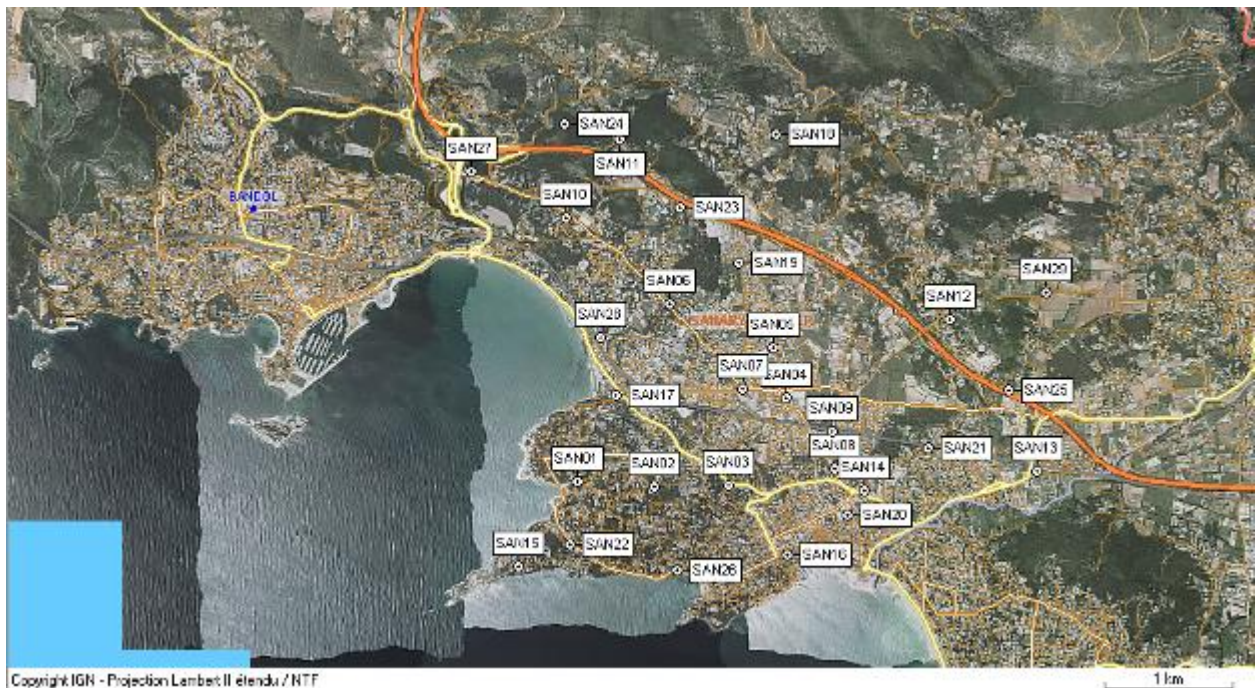 SAN24
SAN18
SAN27
SAN11
BANDOL
SAN10
SAN23
SAN19
SAN29
SAN06
SAN12
SAN28
SAN05
SAN07
SAN04
SAN17
SAN25
SAN09
SAN08
SAN21
SAN13
SAN01
SAN02
SAN03
SAN14
SAN20
SAN15
SAN22
SAN16
SAN26
Copyright IGN - Projection Lambert II étendu / NTF
1 km